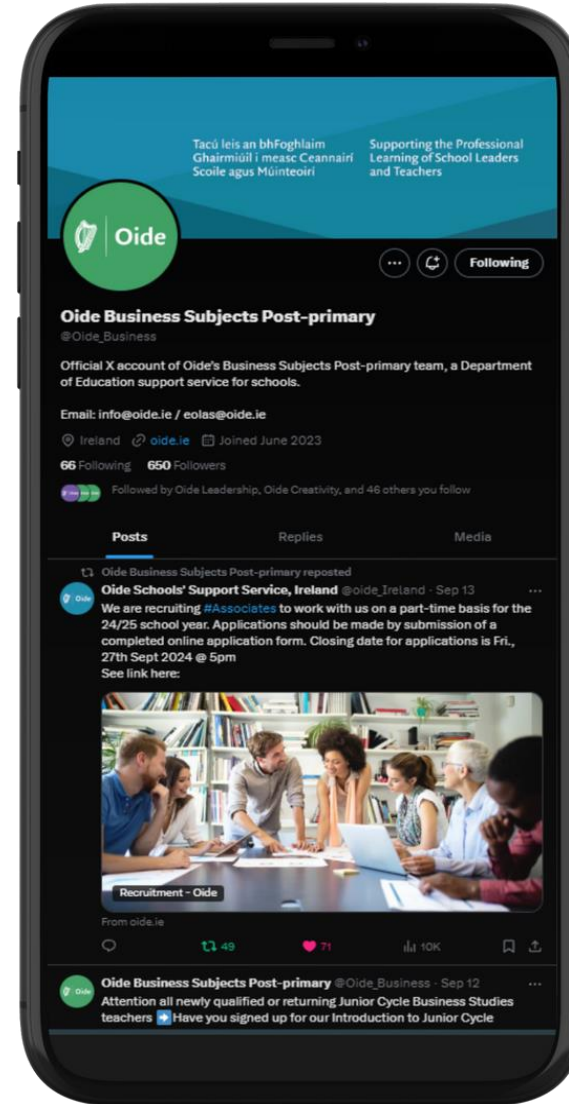 Tacú leis an bhFoghlaim
Ghairmiúil i measc Ceannairí
Scoile agus Múinteoirí
Supporting the Professional
Learning of School Leaders
and Teachers
Oide
Following
Oide Business Subjects Post-primary
@Oide_Business
Official X account of Oide's Business Subjects Post-primary team, a Department
of Education support service for schools.
Email: info@oide.ie / eolas@oide.ie
Ireland oide.ie Joined June 2023
66 Following 650 Followers
Followed by Oide Leadership, Oide Creativity, and 46 others you follow
Posts Replies Media
Oide Business Subjects Post-primary reposted
Oide Schools' Support Service, Ireland @oide_Ireland · Sep 13
We are recruiting #Associates to work with us on a part-time basis for the
24/25 school year. Applications should be made by submission of a
completed online application form. Closing date for applications is Fri.,
27th Sept 2024 @ 5pm
See link here:
Recruitment - Oide
From oide.ie
49 71 10K
Oide Business Subjects Post-primary @Oide_Business · Sep 12
Attention all newly qualified or returning Junior Cycle Business Studies
teachers ➡️Have you signed up for our Introduction to Junior Cycle